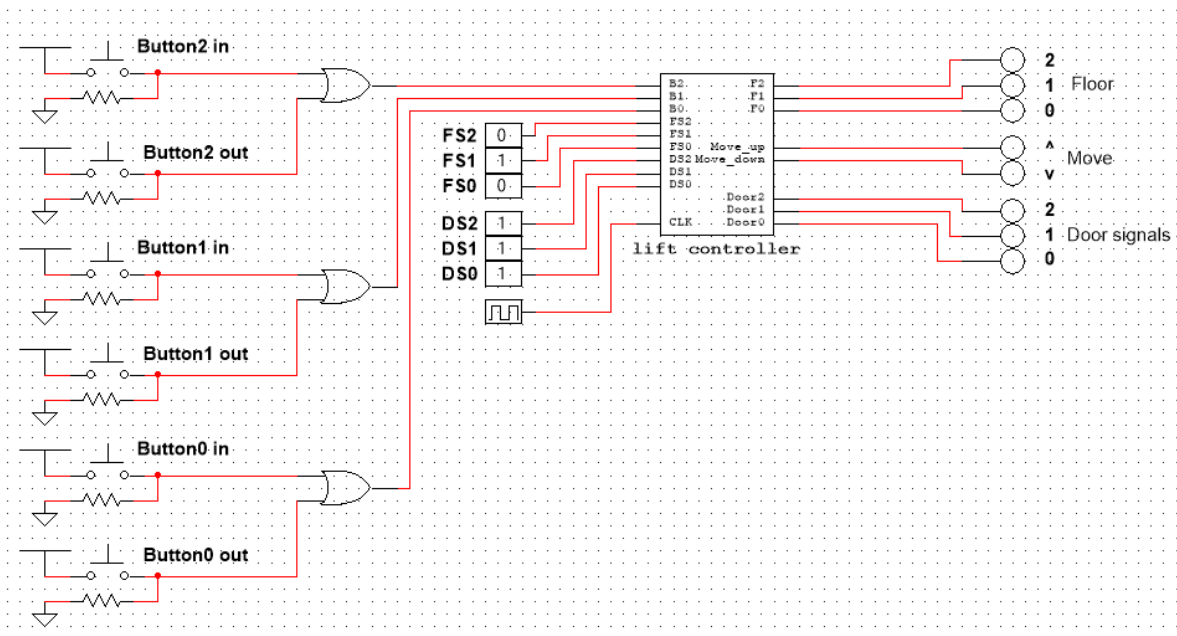 Button2 in
Button2 out
Button1 in
Button1 out
Button0 in
Button0 out
FS2 0
FS1 1
FS0 0
DS2 1
DS1 1
DS0 1
B2 F2
B1 F1
B0 F0
FS2
FS1
FS0 Move_up
DS2 Move_down
DS1
DS0
Door2
Door1
CLK Door0
lift controller
2
1 Floor
0
^
Move
v
2
1 Door signals
0